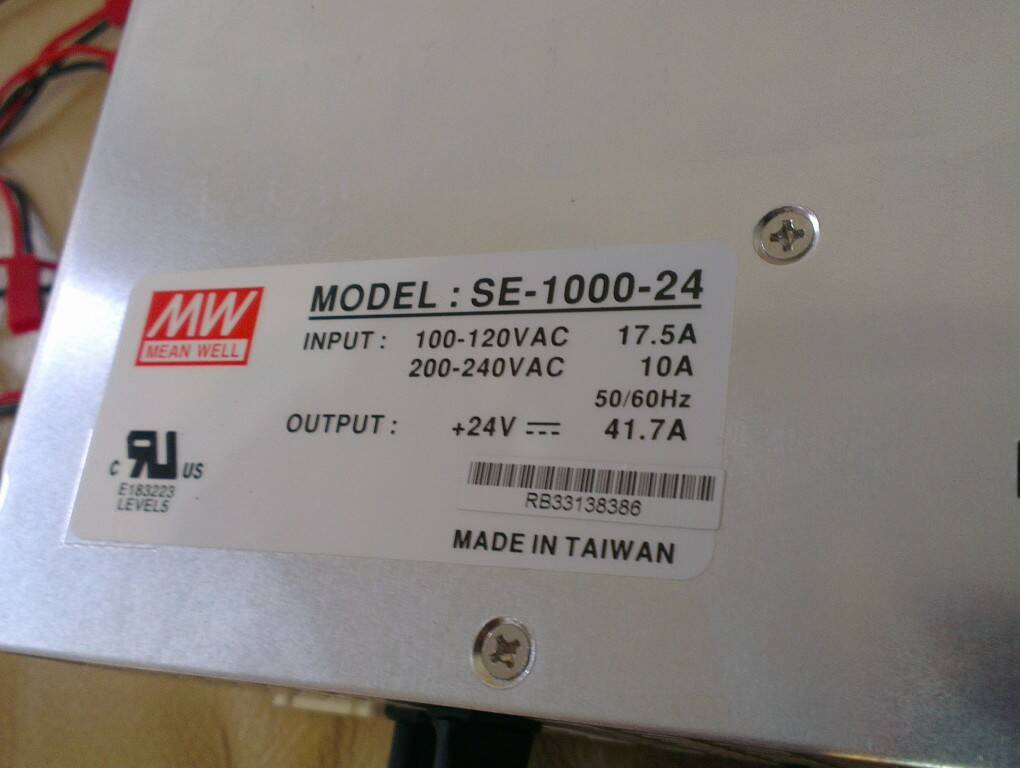 MW
MEAN WELL
MODEL : SE-1000-24
INPUT : 100-120VAC 17.5A
200-240VAC 10A
50/60Hz
OUTPUT : +24V 41.7A
C RU US
E183223
LEVEL5
RB33138386
MADE IN TAIWAN